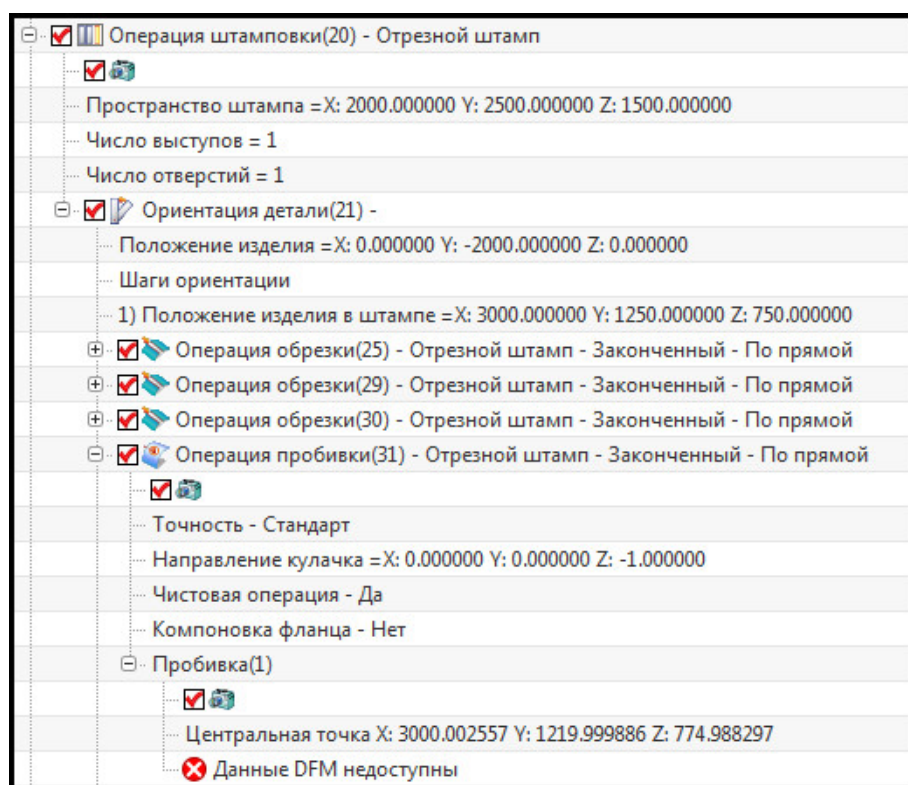 Операция штамповки(20) - Отрезной штамп
Пространство штампа =X: 2000.000000 Y: 2500.000000 Z: 1500.000000
Число выступов = 1
Число отверстий = 1
Ориентация детали(21) -
Положение изделия =X: 0.000000 Y: -2000.000000 Z: 0.000000
Шаги ориентации
1) Положение изделия в штампе =X: 3000.000000 Y: 1250.000000 Z: 750.000000
Операция обрезки(25) - Отрезной штамп - Законченный - По прямой
Операция обрезки(29) - Отрезной штамп - Законченный - По прямой
Операция обрезки(30) - Отрезной штамп - Законченный - По прямой
Операция пробивки(31) - Отрезной штамп - Законченный - По прямой
Точность - Стандарт
Направление кулачка =X: 0.000000 Y: 0.000000 Z: -1.000000
Чистовая операция - Да
Компоновка фланца - Нет
Пробивка(1)
Центральная точка X: 3000.002557 Y: 1219.999886 Z: 774.988297
Данные DFM недоступны